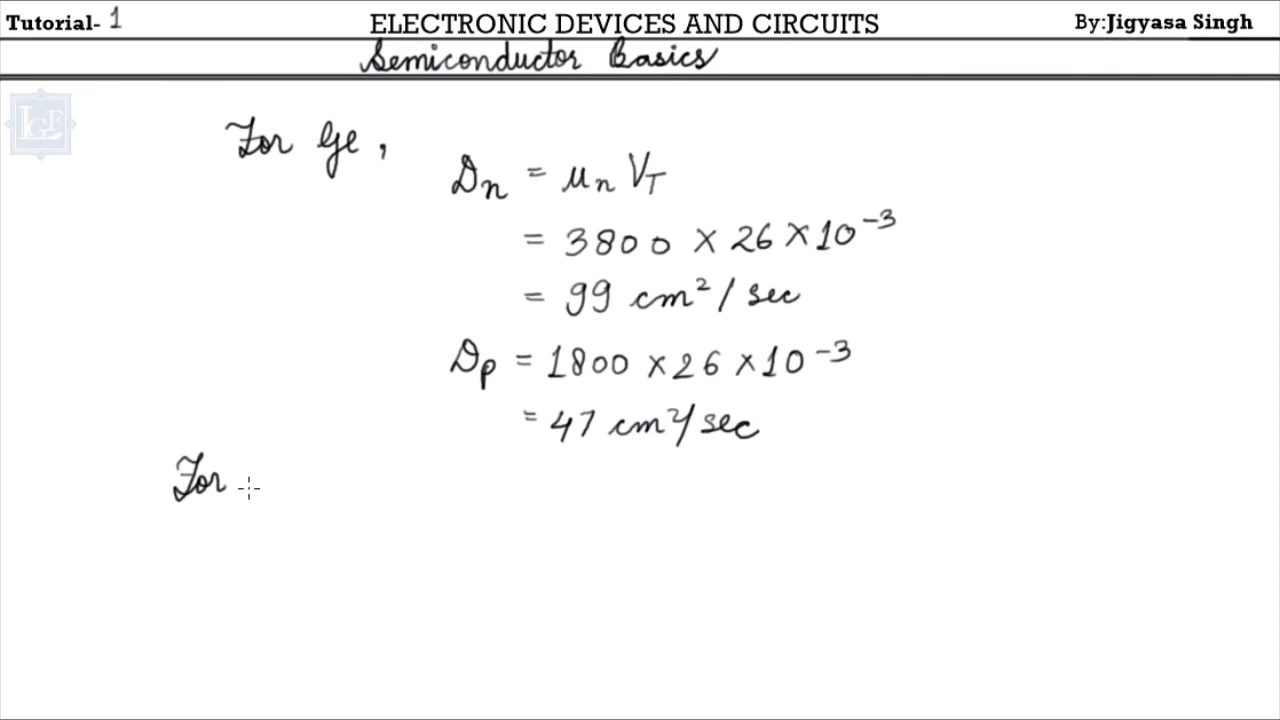 Tutorial- 1 ELECTRONIC DEVICES AND CIRCUITS By:Jigyasa Singh
Semiconductor Basics
For Ge,
Dn = μn VT
= 3800 × 26 × 10⁻³
= 99 cm²/sec
Dp = 1800 × 26 × 10⁻³
= 47 cm²/sec
For